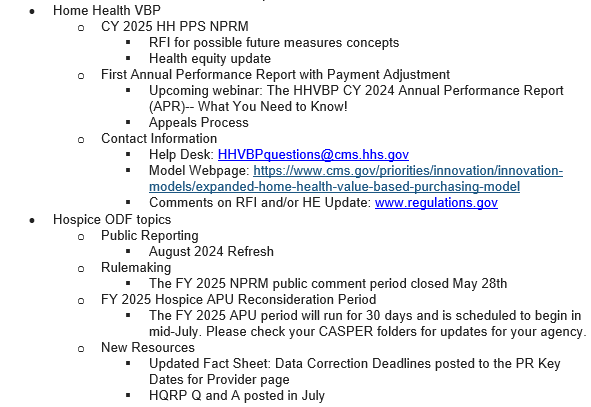 • Home Health VBP
o CY 2025 HH PPS NPRM
▪ RFI for possible future measures concepts
▪ Health equity update
o First Annual Performance Report with Payment Adjustment
▪ Upcoming webinar: The HHVBP CY 2024 Annual Performance Report
(APR)-- What You Need to Know!
▪ Appeals Process
o Contact Information
▪ Help Desk: HHVBPquestions@cms.hhs.gov
▪ Model Webpage: https://www.cms.gov/priorities/innovation/innovation-
models/expanded-home-health-value-based-purchasing-model
▪ Comments on RFI and/or HE Update: www.regulations.gov
• Hospice ODF topics
o Public Reporting
▪ August 2024 Refresh
o Rulemaking
▪ The FY 2025 NPRM public comment period closed May 28th
o FY 2025 Hospice APU Reconsideration Period
▪ The FY 2025 APU period will run for 30 days and is scheduled to begin in
mid-July. Please check your CASPER folders for updates for your agency.
o New Resources
▪ Updated Fact Sheet: Data Correction Deadlines posted to the PR Key
Dates for Provider page
▪ HQRP Q and A posted in July